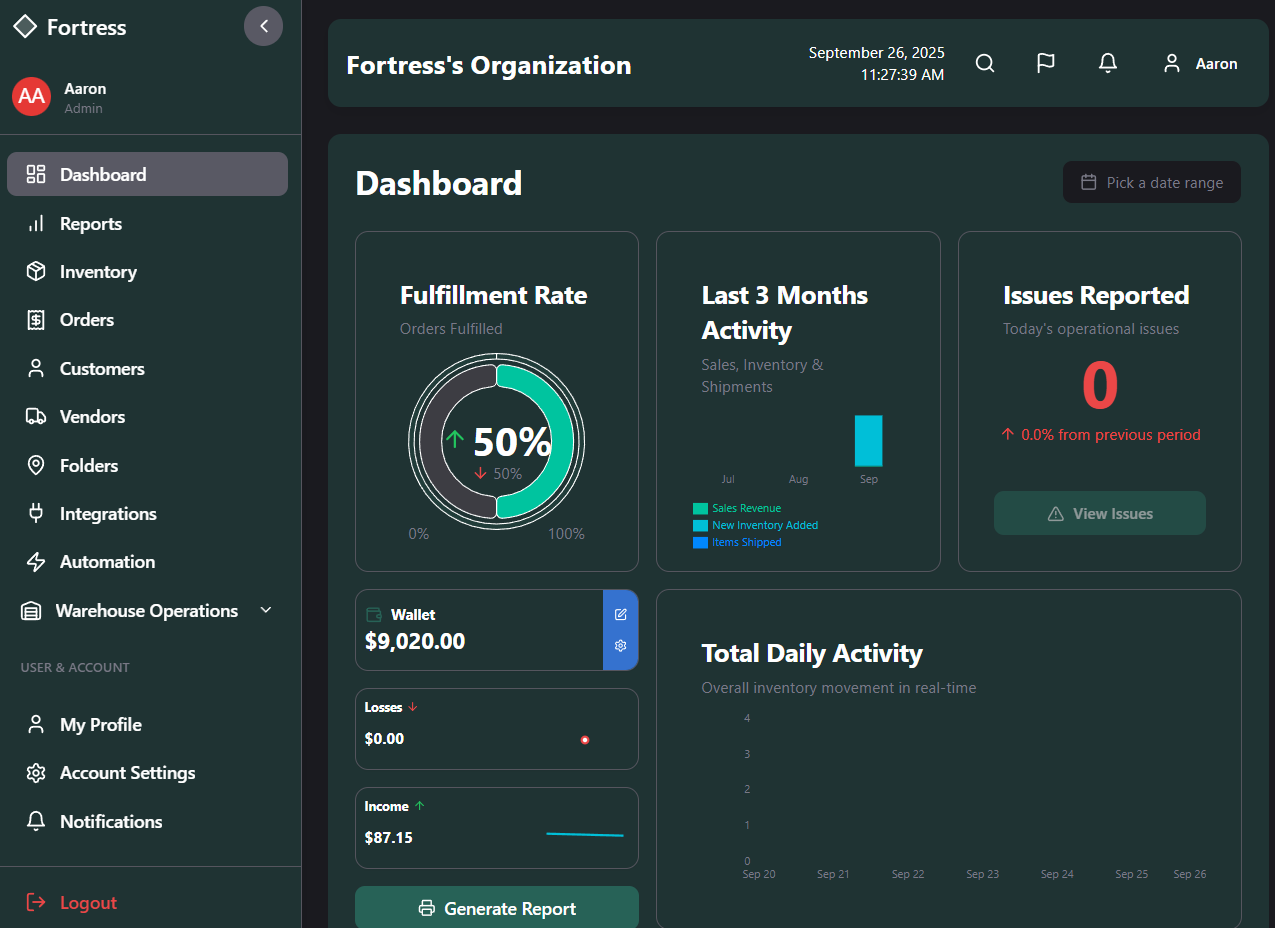 Fortress
AA
Aaron
Admin
Dashboard
Reports
Inventory
Orders
Customers
Vendors
Folders
Integrations
Automation
Warehouse Operations
USER & ACCOUNT
My Profile
Account Settings
Notifications
Logout
Fortress's Organization
September 26, 2025
11:27:39 AM
Aaron
Dashboard
Pick a date range
Fulfillment Rate
Orders Fulfilled
50%
50%
0%
100%
Last 3 Months
Activity
Sales, Inventory &
Shipments
Jul
Aug
Sep
Sales Revenue
New Inventory Added
Items Shipped
Issues Reported
Today's operational issues
0
0.0% from previous period
View Issues
Wallet
$9,020.00
Losses
$0.00
Income
$87.15
Generate Report
Total Daily Activity
Overall inventory movement in real-time
4
3
2
1
0
Sep 20
Sep 21
Sep 22
Sep 23
Sep 24
Sep 25
Sep 26